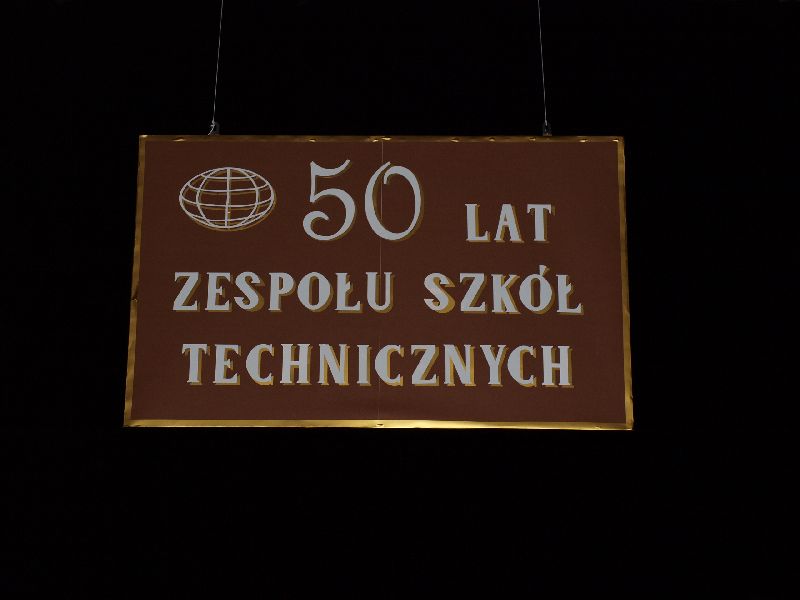 50 LAT
ZESPOŁU SZKÓŁ
TECHNICZNYCH